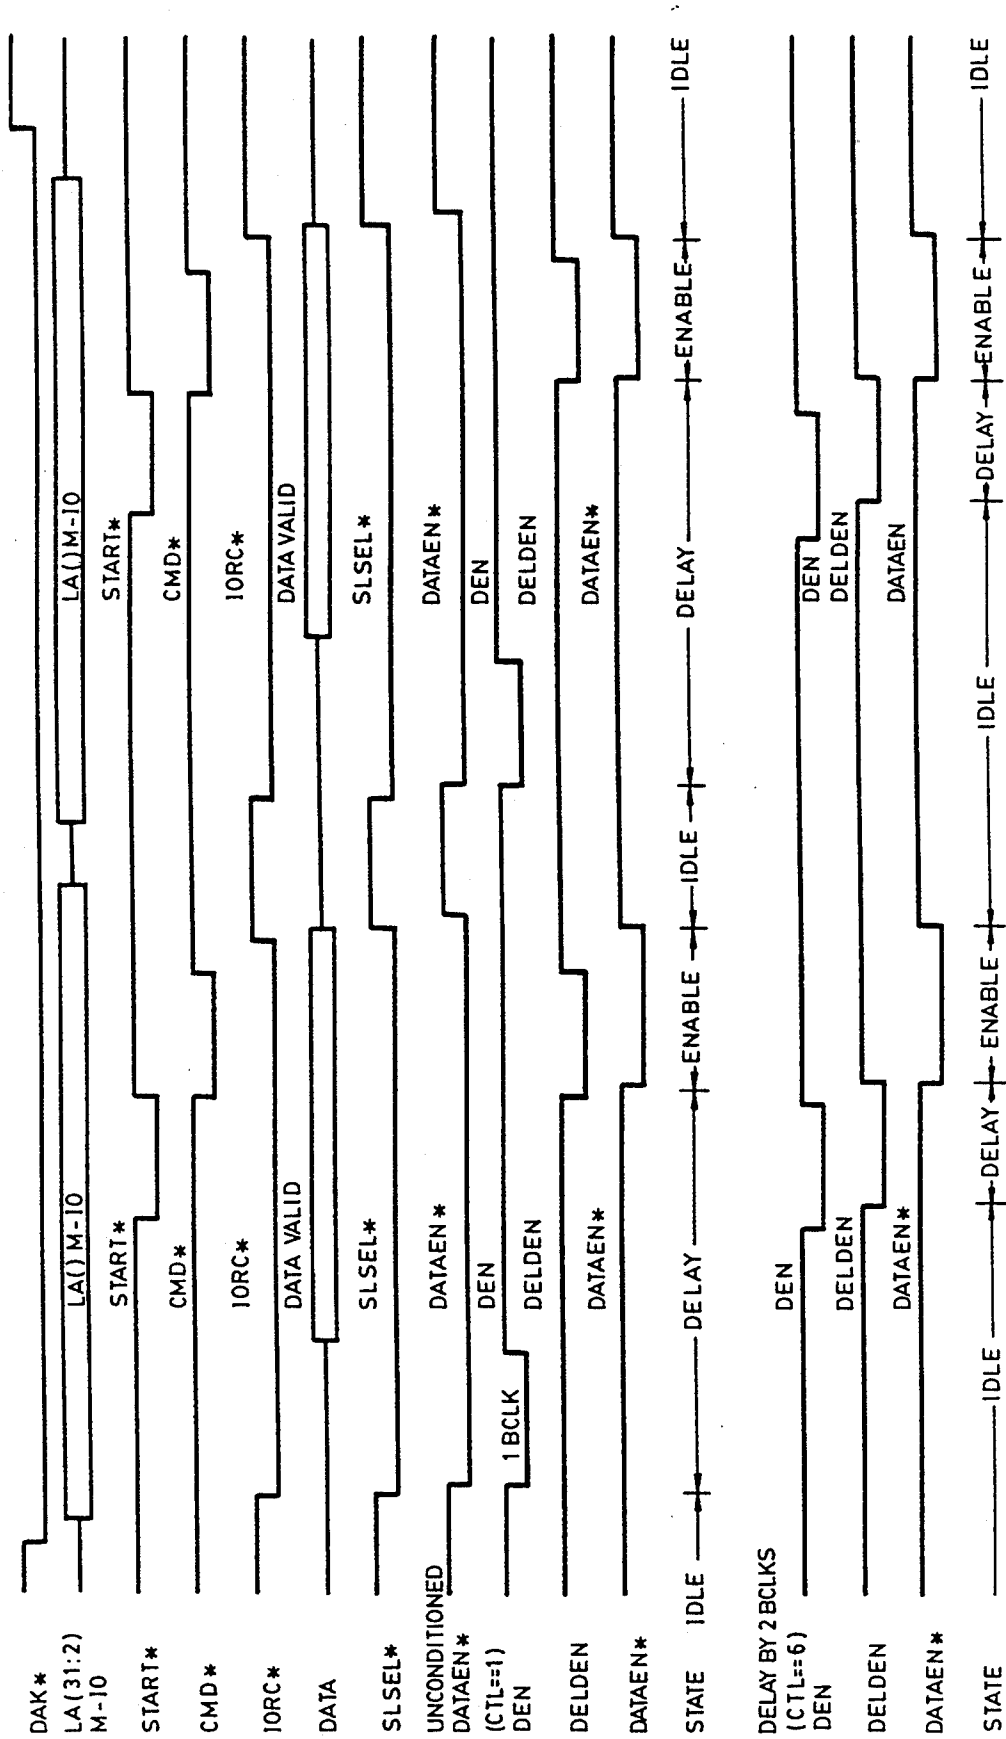 DAK*
LA(31:2)
M-IO
LA()M-IO
LA()M-IO
START*
START*
START*
CMD*
CMD*
CMD*
IORC*
IORC*
IORC*
DATA
DATA VALID
DATA VALID
SLSEL*
SLSEL*
SLSEL*
UNCONDITIONED
DATAEN*
DATAEN*
DATAEN*
(CTL==1)
DEN
1 BCLK
DEN
DEN
DELDEN
DELDEN
DELDEN
DATAEN*
DATAEN*
DATAEN*
STATE
IDLE
DELAY
ENABLE
IDLE
DELAY
ENABLE
IDLE
DELAY BY 2 BCLKS
(CTL==6)
DEN
DEN
DEN
DELDEN
DELDEN
DELDEN
DATAEN*
DATAEN*
DATAEN
STATE
IDLE
DELAY
ENABLE
IDLE
DELAY
ENABLE
IDLE